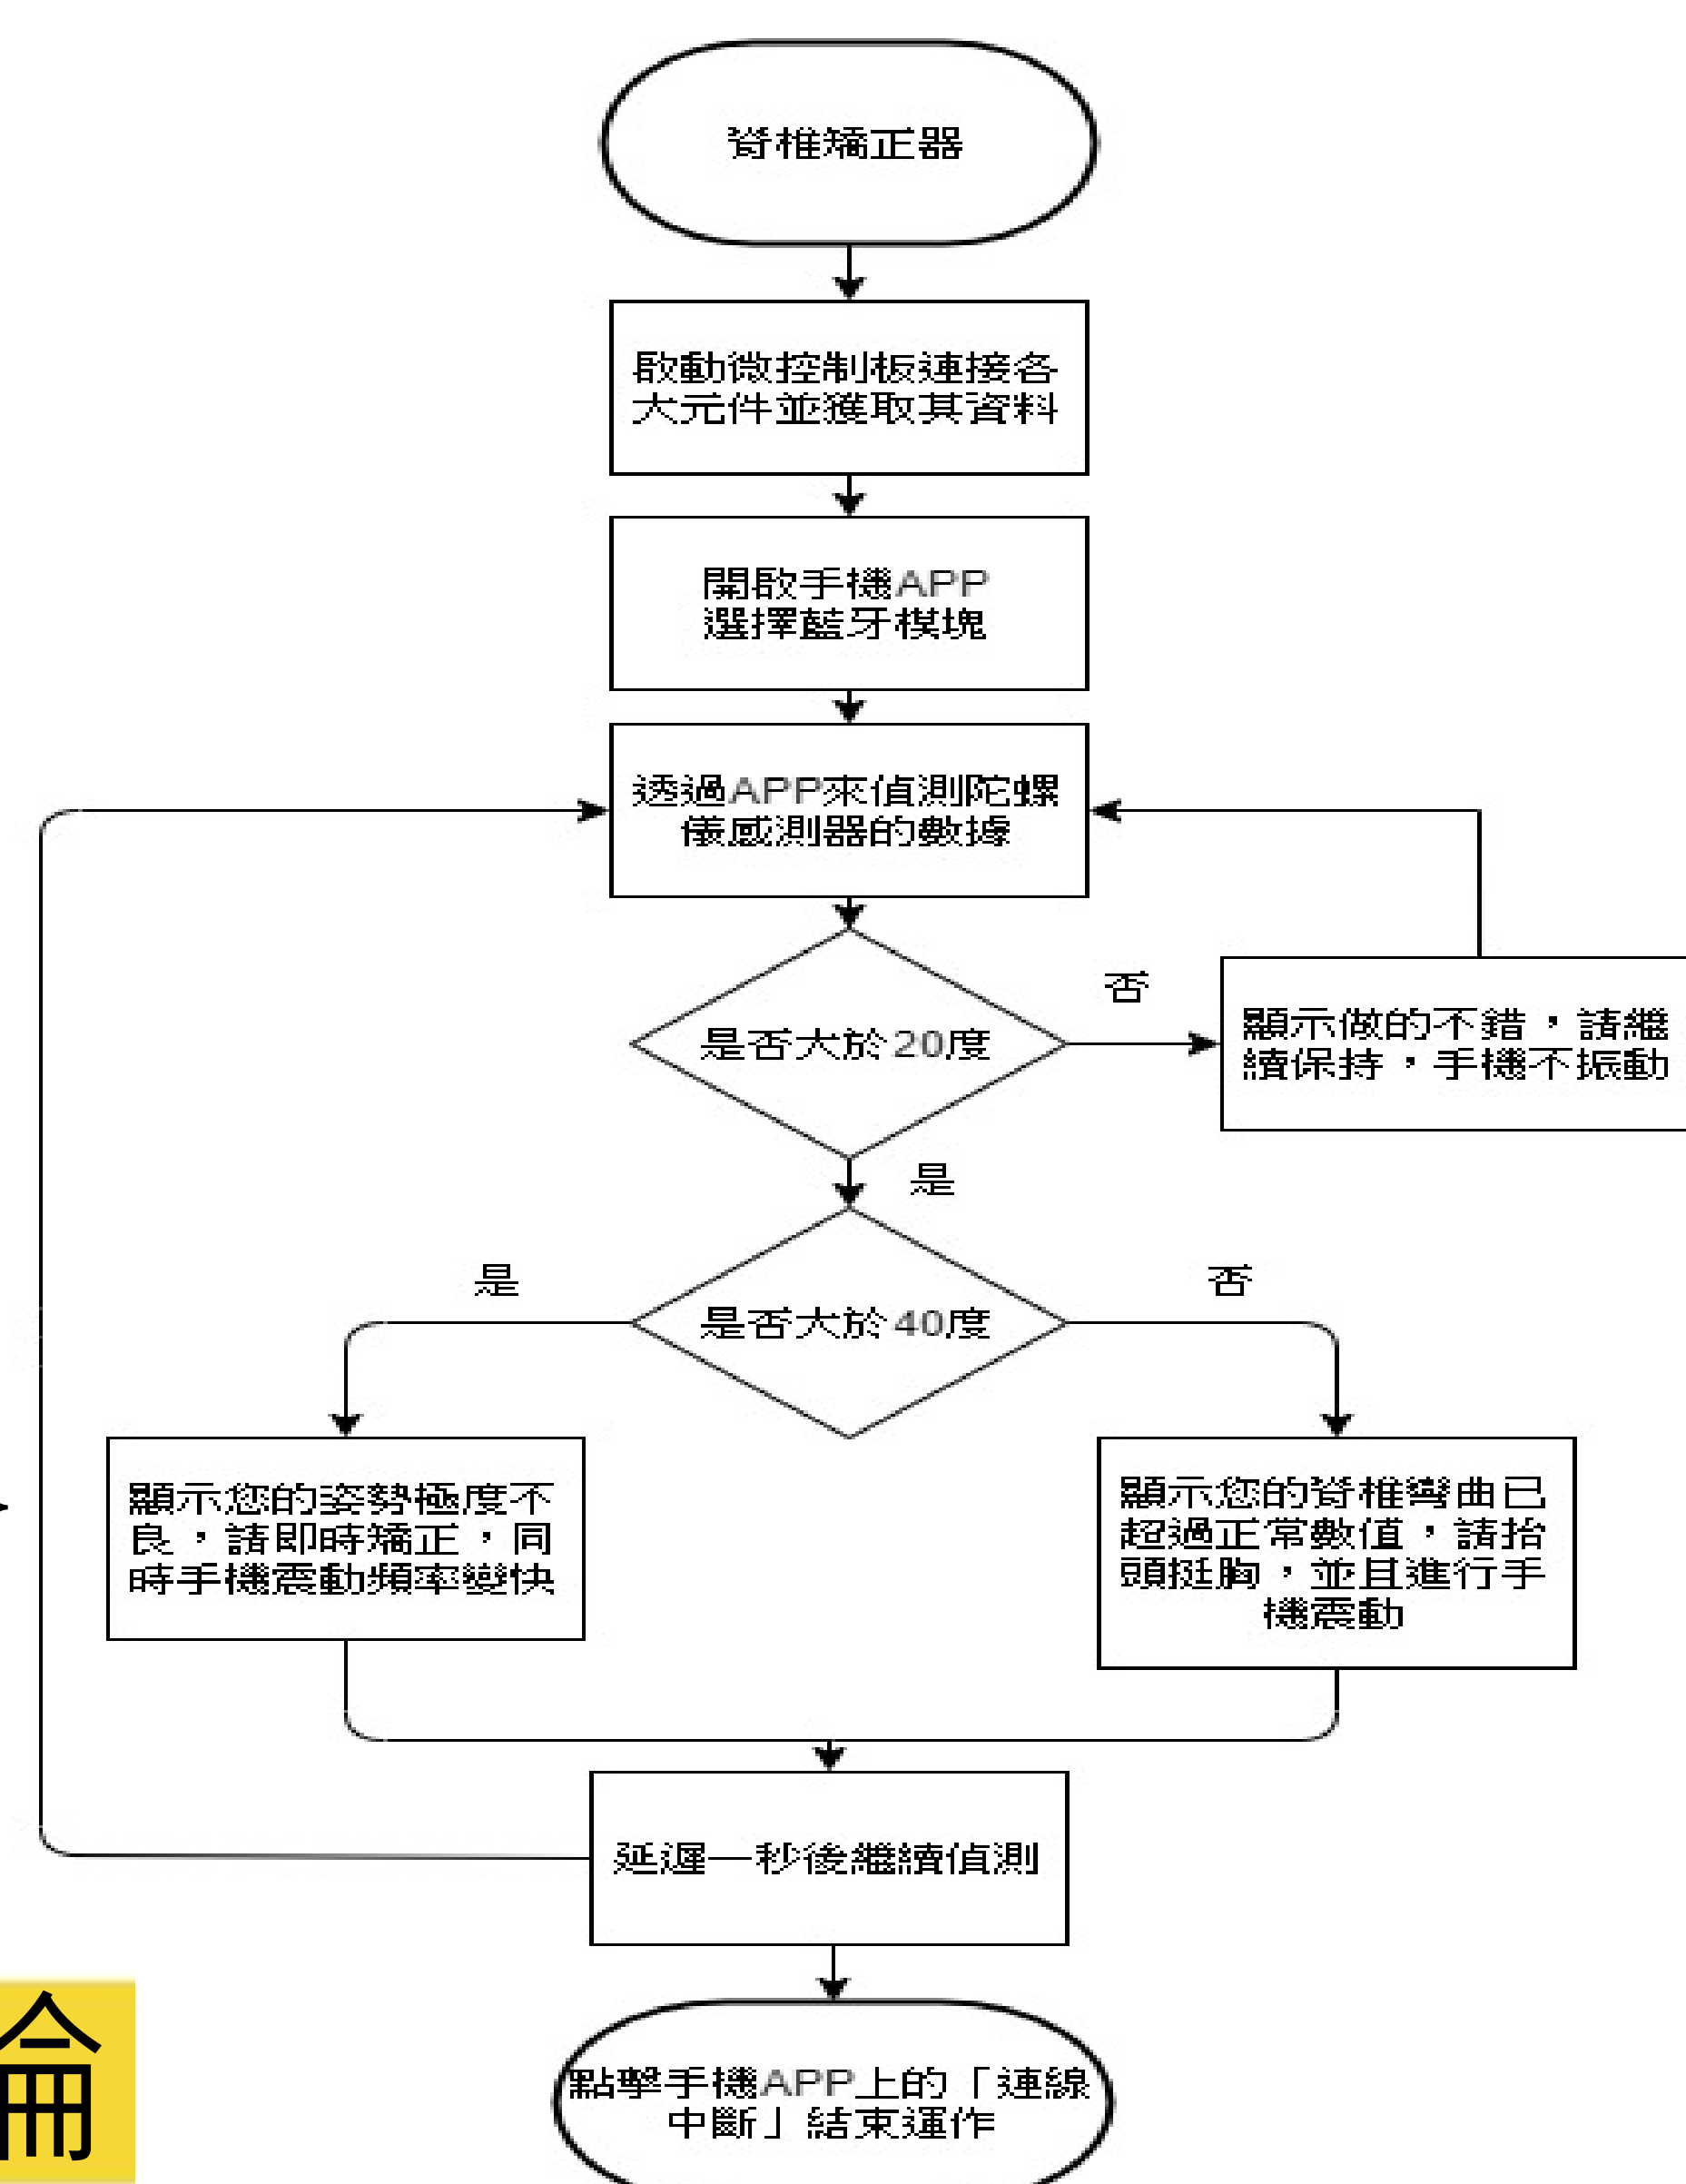 脊椎矯正器
啟動微控制板連接各
大元件並獲取其資料
開啟手機APP
選擇藍牙模塊
透過APP來偵測陀螺
儀感測器的數據
是否大於20度
否
顯示做的不錯，請繼
續保持，手機不振動
是
是否大於40度
是
否
顯示您的姿勢極度不
良，請即時矯正，同
時手機震動頻率變快
顯示您的脊椎彎曲已
超過正常數值，請抬
頭挺胸，並且進行手
機震動
延遲一秒後繼續偵測
點擊手機APP上的「連線
中斷」結束運作